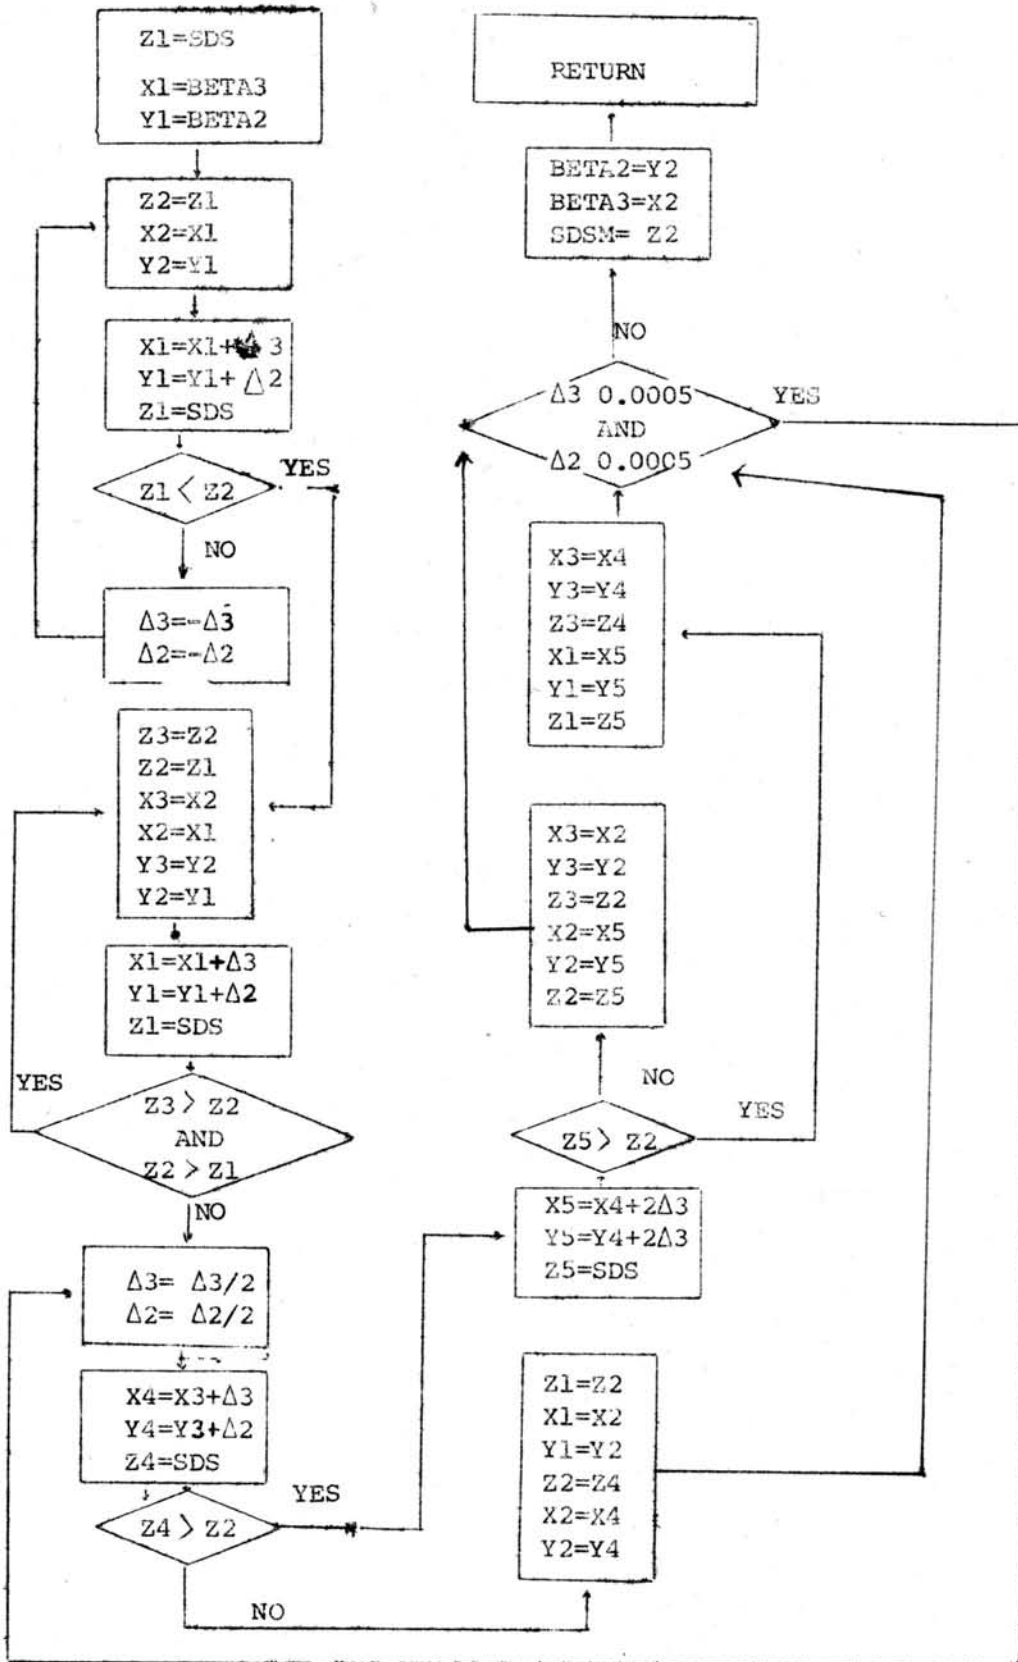 Z1=SDS
X1=BETA3
Y1=BETA2
Z2=Z1
X2=X1
Y2=Y1
X1=X1+ 3
Y1=Y1+ Δ2
Z1=SDS
Z1 < Z2
YES
NO
Δ3=-Δ3
Δ2=-Δ2
Z3=Z2
Z2=Z1
X3=X2
X2=X1
Y3=Y2
Y2=Y1
X1=X1+Δ3
Y1=Y1+Δ2
Z1=SDS
YES
Z3 > Z2
AND
Z2 > Z1
NO
Δ3= Δ3/2
Δ2= Δ2/2
X4=X3+Δ3
Y4=Y3+Δ2
Z4=SDS
YES
Z4 > Z2
NO
RETURN
BETA2=Y2
BETA3=X2
SDSM= Z2
NO
Δ3 0.0005
YES
AND
Δ2 0.0005
X3=X4
Y3=Y4
Z3=Z4
X1=X5
Y1=Y5
Z1=Z5
X3=X2
Y3=Y2
Z3=Z2
X2=X5
Y2=Y5
Z2=Z5
NO
YES
Z5 > Z2
X5=X4+2Δ3
Y5=Y4+2Δ3
Z5=SDS
Z1=Z2
X1=X2
Y1=Y2
Z2=Z4
X2=X4
Y2=Y4